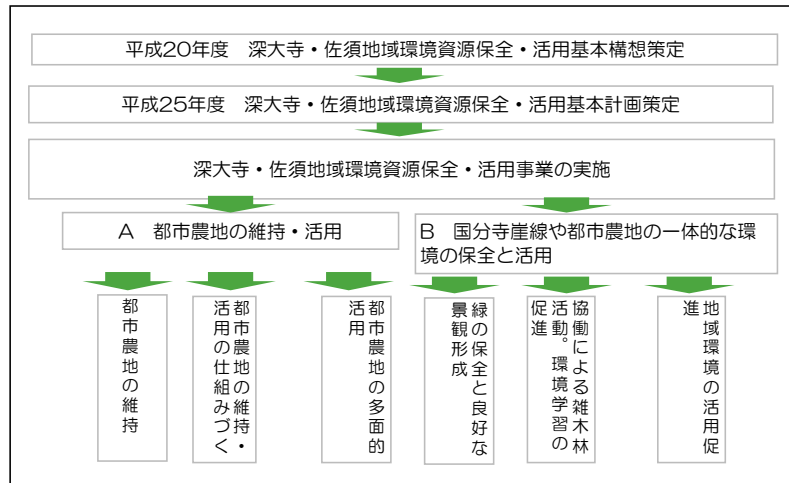 平成20年度　深大寺・佐須地域環境資源保全・活用基本構想策定
平成25年度　深大寺・佐須地域環境資源保全・活用基本計画策定
深大寺・佐須地域環境資源保全・活用事業の実施
A　都市農地の維持・活用
B　国分寺崖線や都市農地の一体的な環
境の保全と活用
都市農地の維持
都市農地の維持・
活用の仕組みづく
都市農地の多面的
活用
緑の保全と良好な
景観形成
協働による雑木林
活動。環境学習の
促進
地域環境の活用促
進